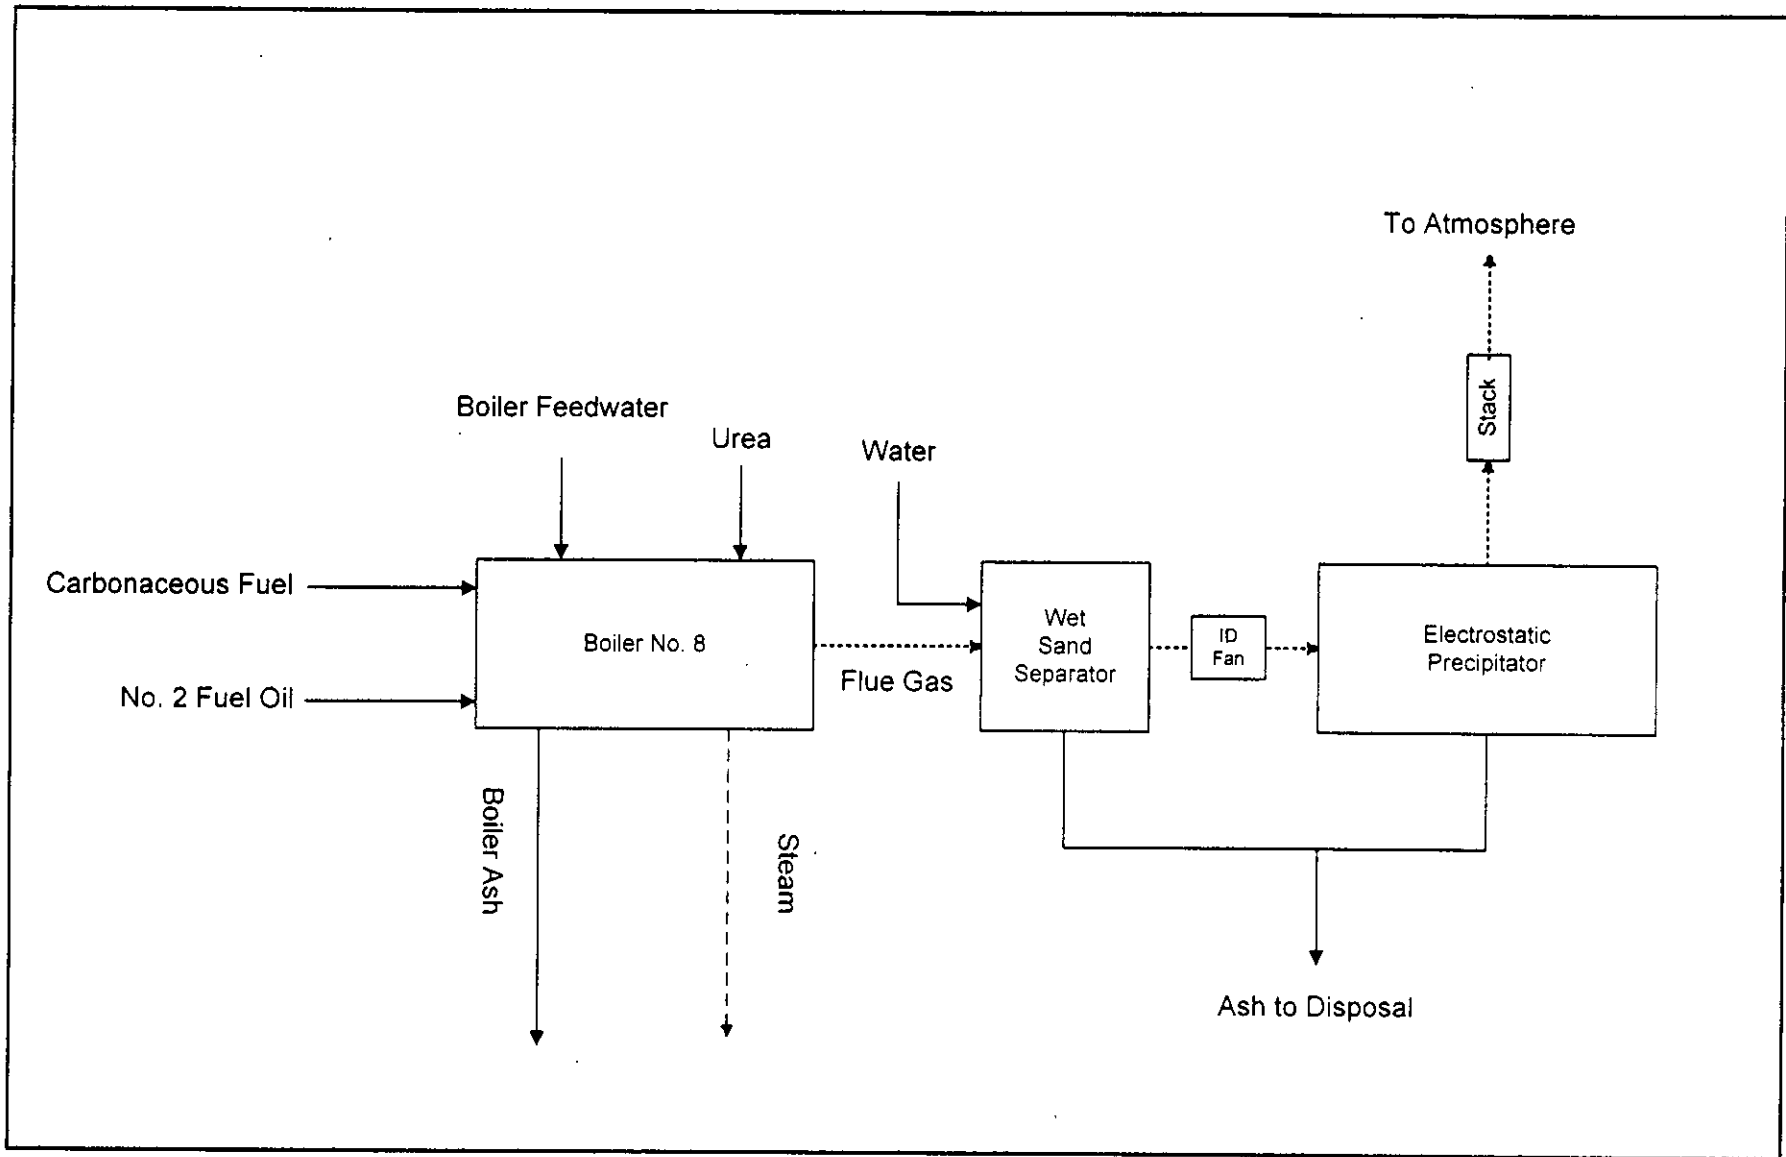 To Atmosphere
Stack
Boiler Feedwater
Urea
Water
Carbonaceous Fuel
No. 2 Fuel Oil
Boiler No. 8
Flue Gas
Wet
Sand
Separator
ID
Fan
Electrostatic
Precipitator
Boiler Ash
Steam
Ash to Disposal